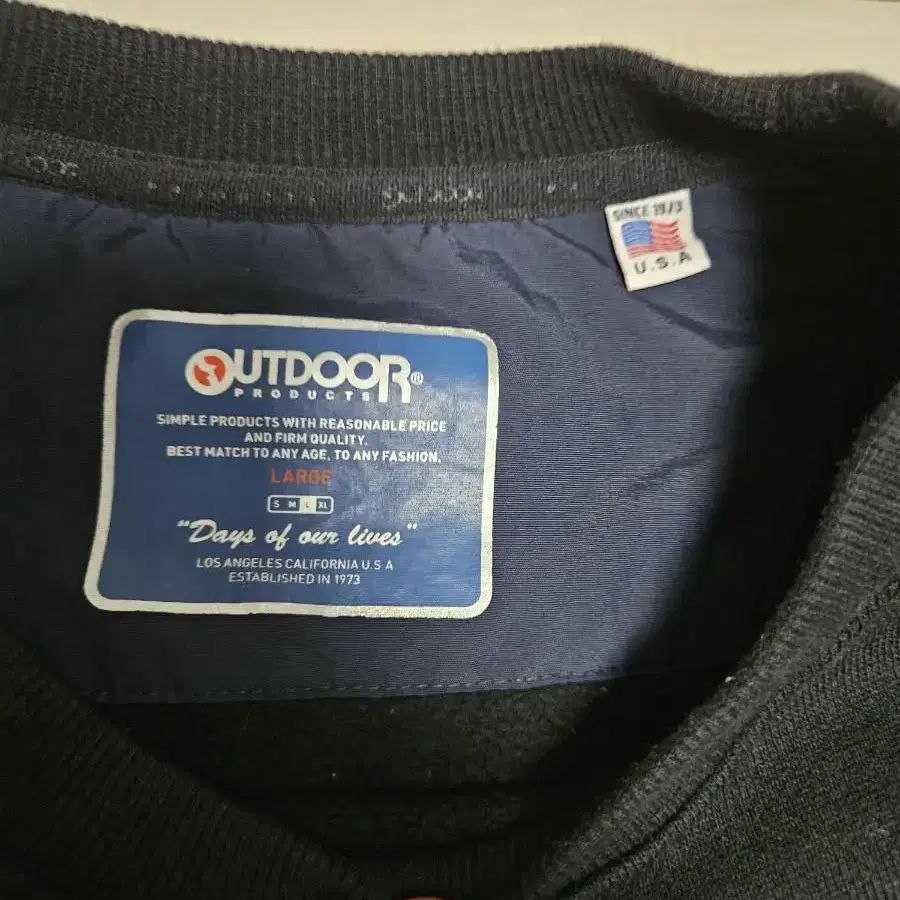 SINCE 1973
U.S.A
OUTDOOR®
PRODUCTS
SIMPLE PRODUCTS WITH REASONABLE PRICE
AND FIRM QUALITY.
BEST MATCH TO ANY AGE, TO ANY FASHION.
LARGE
S M L XL
"Days of our lives"
LOS ANGELES CALIFORNIA U.S A
ESTABLISHED IN 1973